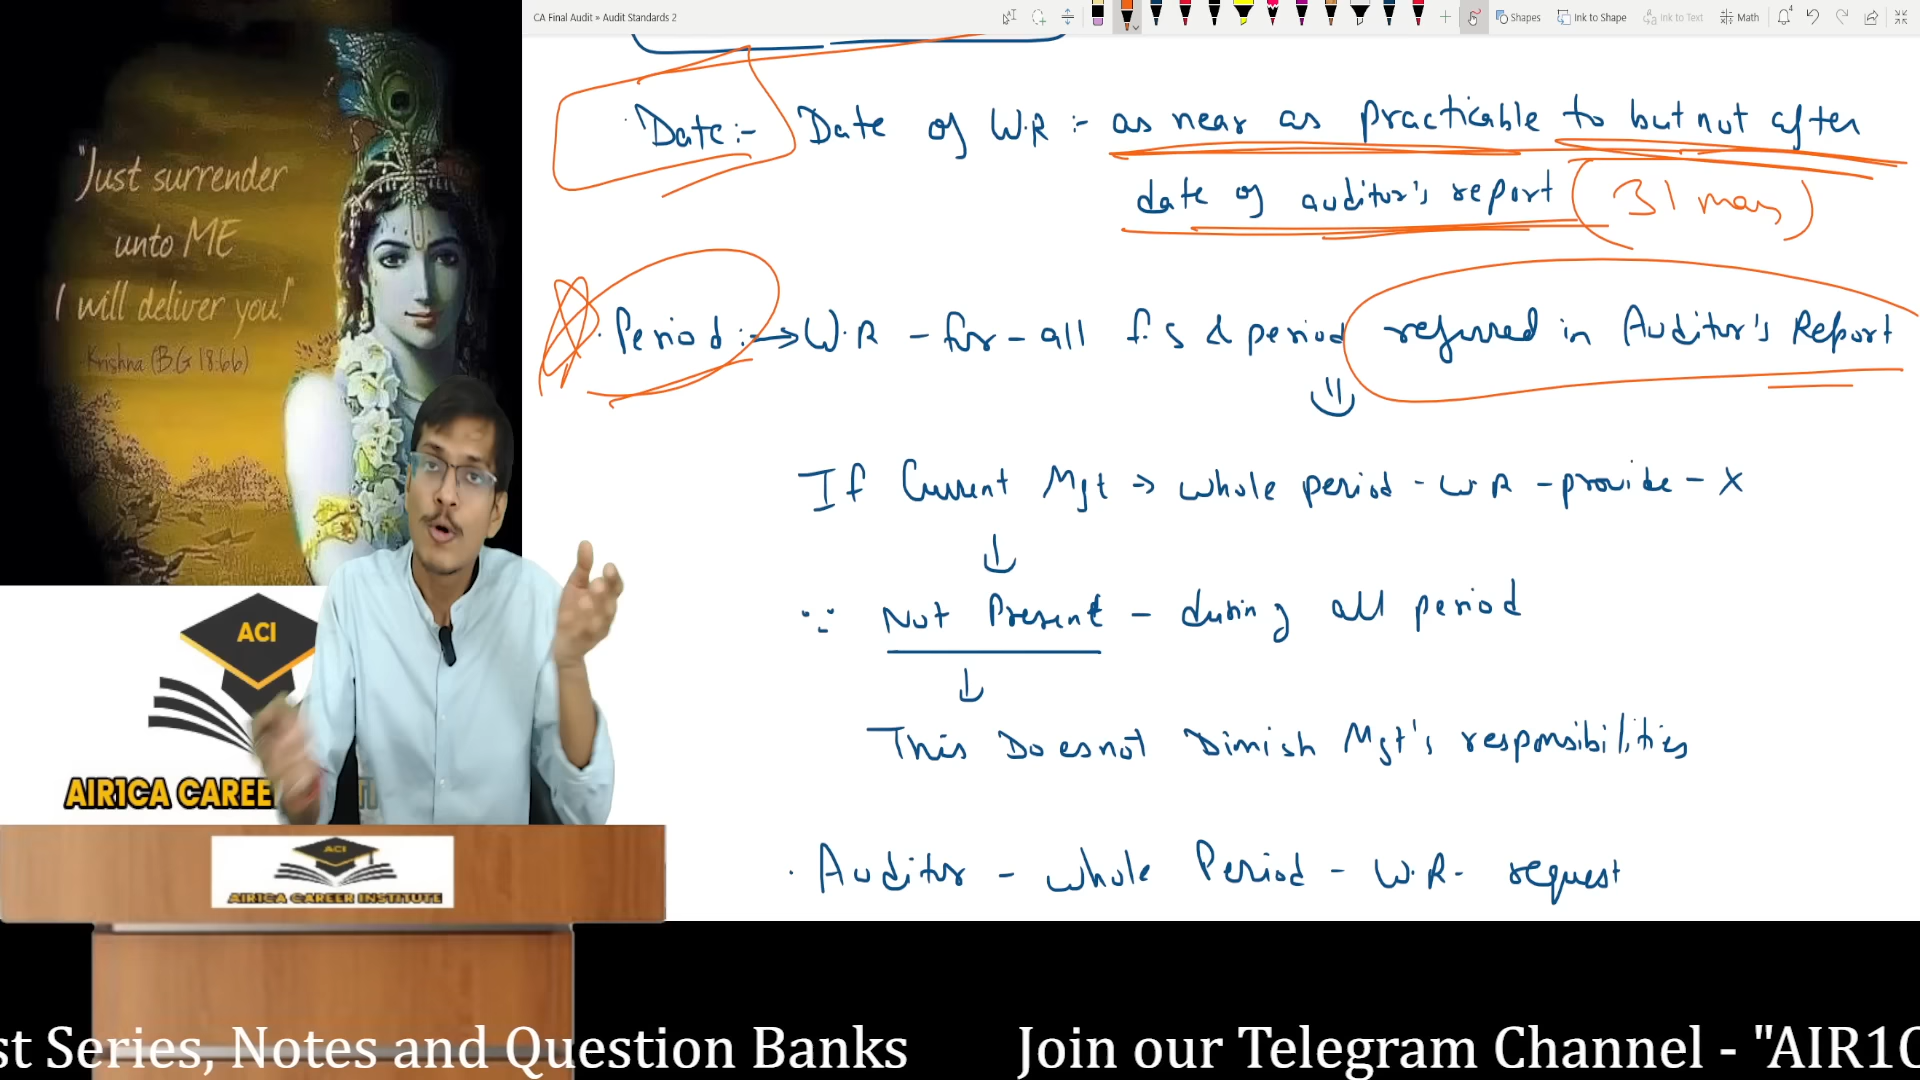 CA Final Audit » Audit Standards 2
Shapes
Ink to Shape
Ink to Text
Math
"Just surrender
unto ME
I will deliver you!"
-Krishna (B.G 18:66)
· Date:- Date of W.R :- as near as practicable to but not after
date of auditor's report (31 may)
· Period :→ W.R - for - all f.s & period referred in Auditor's Report
If Current Mgt → whole period - W R - provide - X
∵ Not Present - during all period
This Doesnot Dimish Mgt's responsibilities
· Auditor - whole Period - W.R - request
ACI
AIR1CA CAREE
TI
ACI
AIR1CA CAREER INSTITUTE
st Series, Notes and Question Banks Join our Telegram Channel - "AIR1C